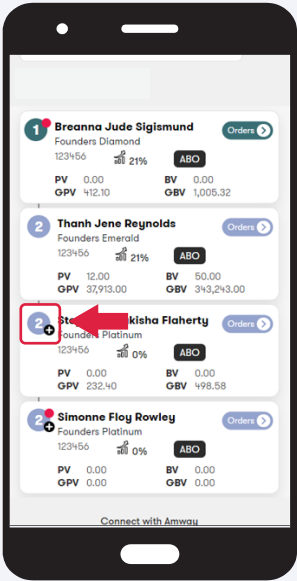 1 Breanna Jude Sigismund Orders
Founders Diamond
123456 21% ABO
PV 0.00 BV 0.00
GPV 412.10 GBV 1,005.32
2 Thanh Jene Reynolds Orders
Founders Emerald
123456 21% ABO
PV 12.00 BV 50.00
GPV 37,913.00 GBV 343,243.00
2 Flaherty Orders
Founders Platinum
123456 0% ABO
PV 0.00 BV 0.00
GPV 232.40 GBV 498.58
2 Simonne Floy Rowley Orders
Founders Platinum
123456 0% ABO
PV 0.00 BV 0.00
GPV 0.00 GBV 0.00
Connect with Amway